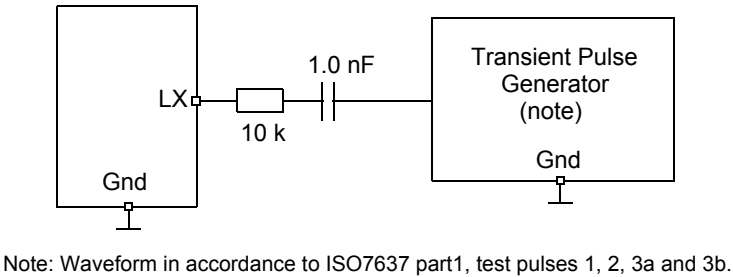 1.0 nF
LX
10 k
Gnd
Transient Pulse
Generator
(note)
Gnd
Note: Waveform in accordance to ISO7637 part1, test pulses 1, 2, 3a and 3b.